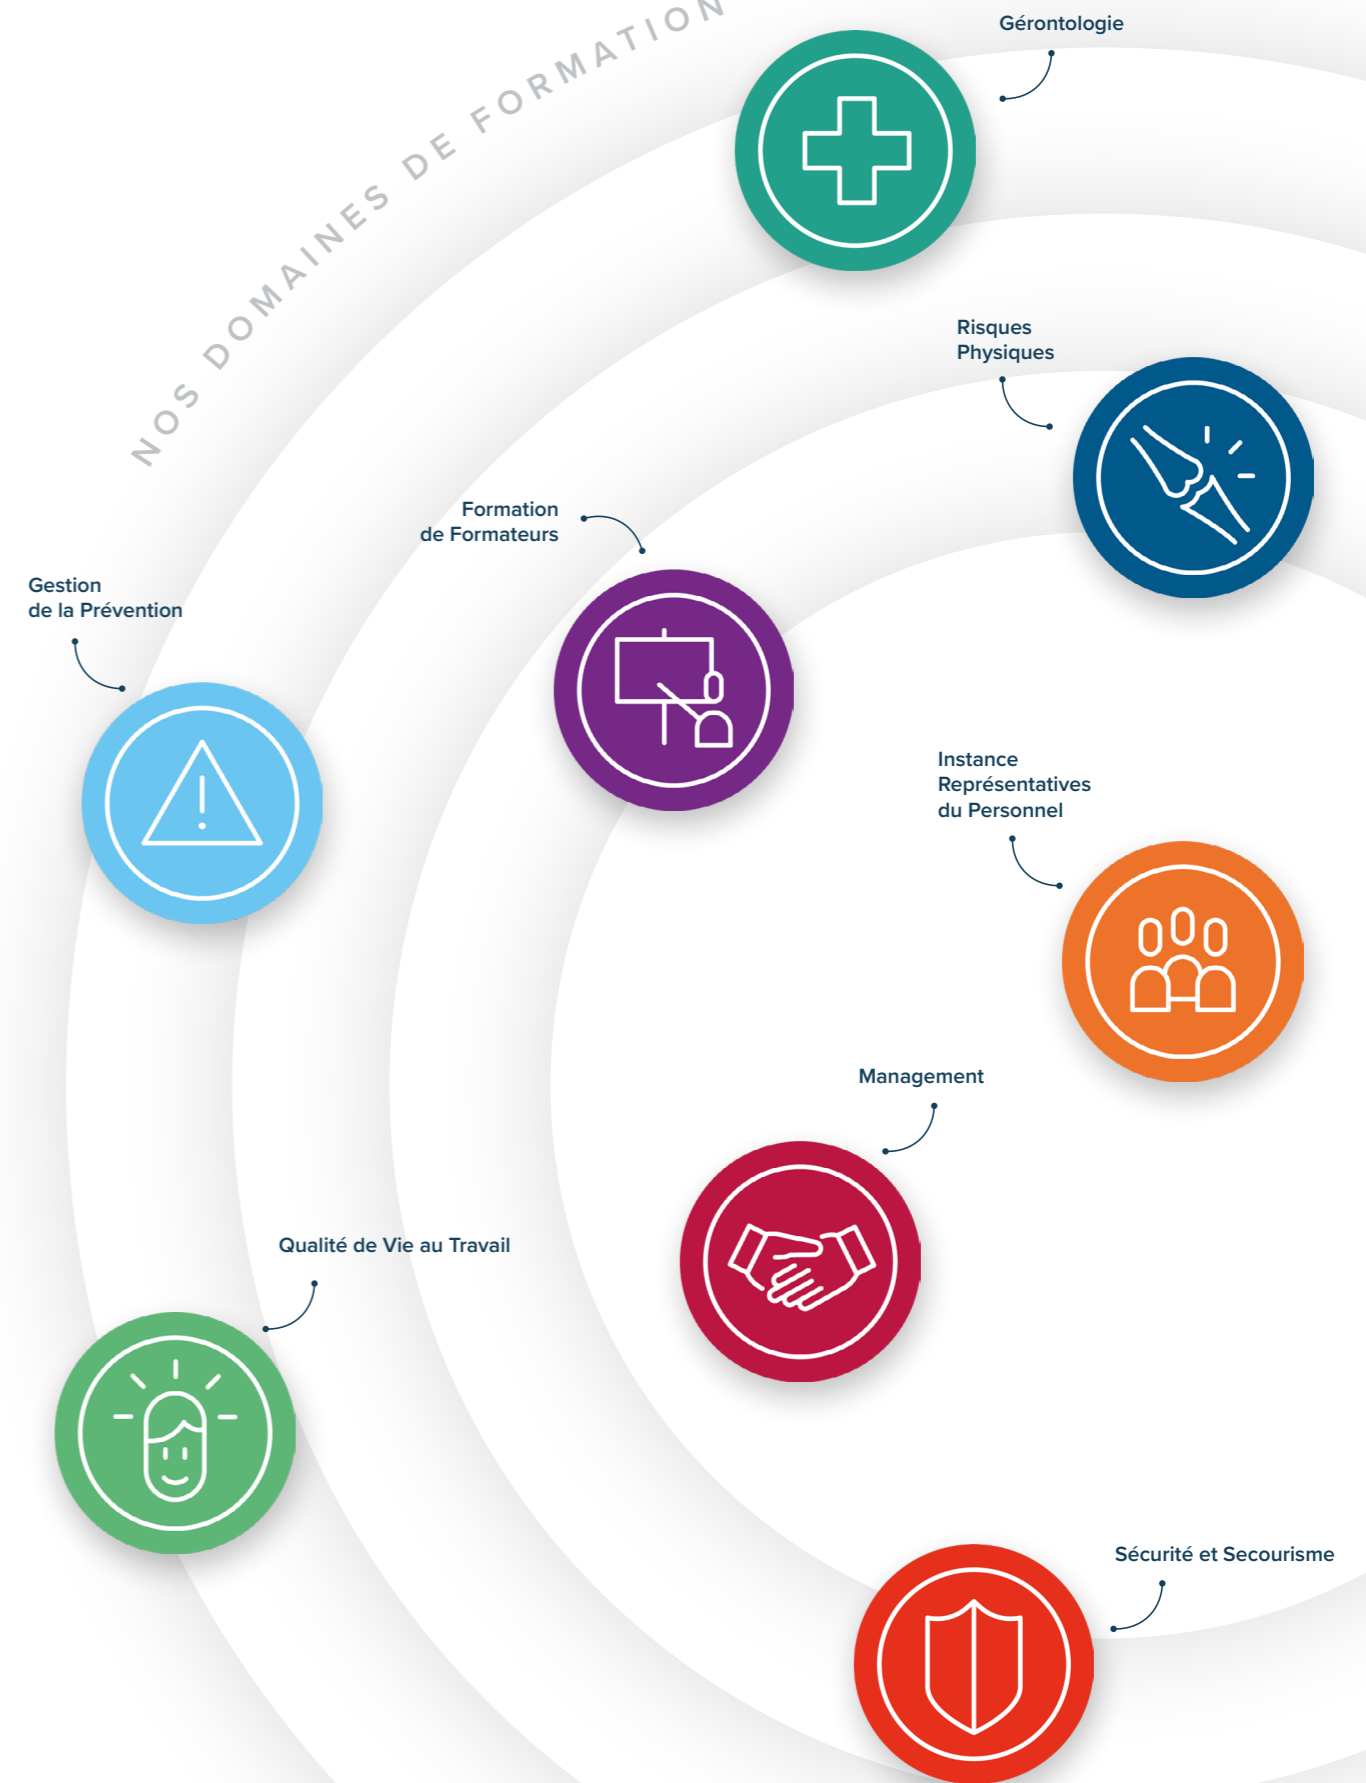 NOS DOMAINES DE FORMATION
Gérontologie
Risques
Physiques
Formation
de Formateurs
Gestion
de la Prévention
Instance
Représentatives
du Personnel
Management
Qualité de Vie au Travail
Sécurité et Secourisme